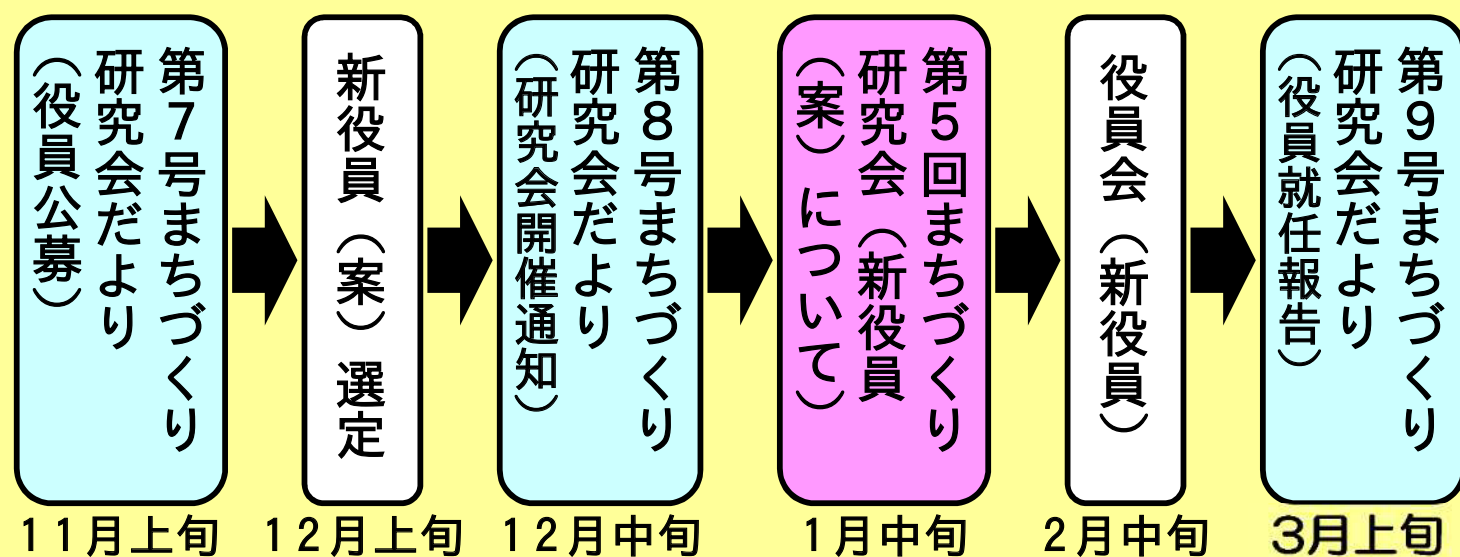 第7号まちづくり
研究会だより
（役員公募）
新役員（案）選定
第8号まちづくり
研究会だより
（研究会開催通知）
第5回まちづくり
研究会（新役員
（案）について）
役員会（新役員）
第9号まちづくり
研究会だより
（役員就任報告）
11月上旬
12月上旬
12月中旬
1月中旬
2月中旬
3月上旬